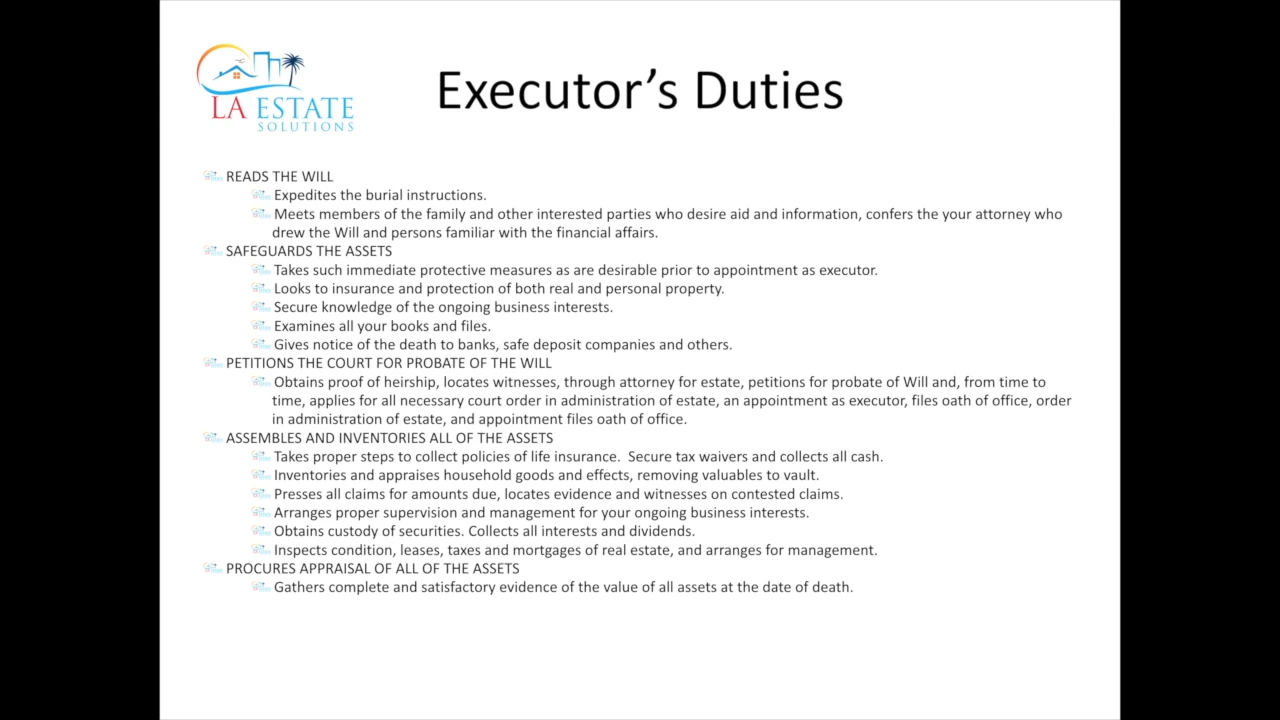 LA ESTATE
SOLUTIONS
Executor's Duties
READS THE WILL
Expedites the burial instructions.
Meets members of the family and other interested parties who desire aid and information, confers the your attorney who
drew the Will and persons familiar with the financial affairs.
SAFEGUARDS THE ASSETS
Takes such immediate protective measures as are desirable prior to appointment as executor.
Looks to insurance and protection of both real and personal property.
Secure knowledge of the ongoing business interests.
Examines all your books and files.
Gives notice of the death to banks, safe deposit companies and others.
PETITIONS THE COURT FOR PROBATE OF THE WILL
Obtains proof of heirship, locates witnesses, through attorney for estate, petitions for probate of Will and, from time to
time, applies for all necessary court order in administration of estate, an appointment as executor, files oath of office, order
in administration of estate, and appointment files oath of office.
ASSEMBLES AND INVENTORIES ALL OF THE ASSETS
Takes proper steps to collect policies of life insurance.  Secure tax waivers and collects all cash.
Inventories and appraises household goods and effects, removing valuables to vault.
Presses all claims for amounts due, locates evidence and witnesses on contested claims.
Arranges proper supervision and management for your ongoing business interests.
Obtains custody of securities. Collects all interests and dividends.
Inspects condition, leases, taxes and mortgages of real estate, and arranges for management.
PROCURES APPRAISAL OF ALL OF THE ASSETS
Gathers complete and satisfactory evidence of the value of all assets at the date of death.